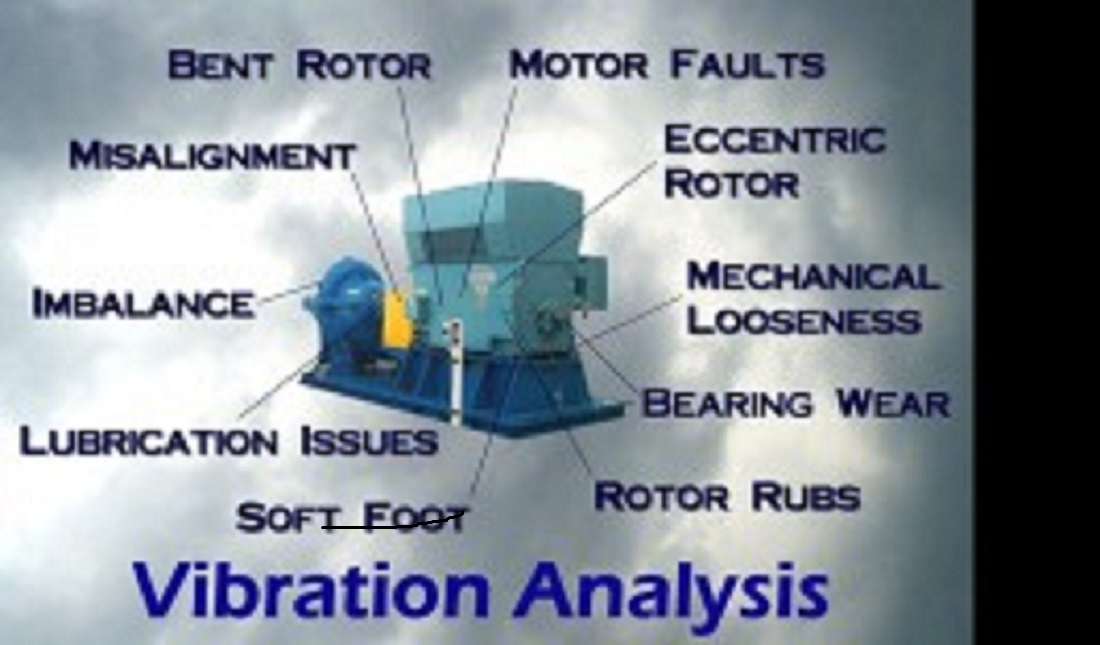 BENT ROTOR
MOTOR FAULTS
MISALIGNMENT
ECCENTRIC
ROTOR
IMBALANCE
MECHANICAL
LOOSENESS
BEARING WEAR
LUBRICATION ISSUES
ROTOR RUBS
SOFT FOOT
Vibration Analysis